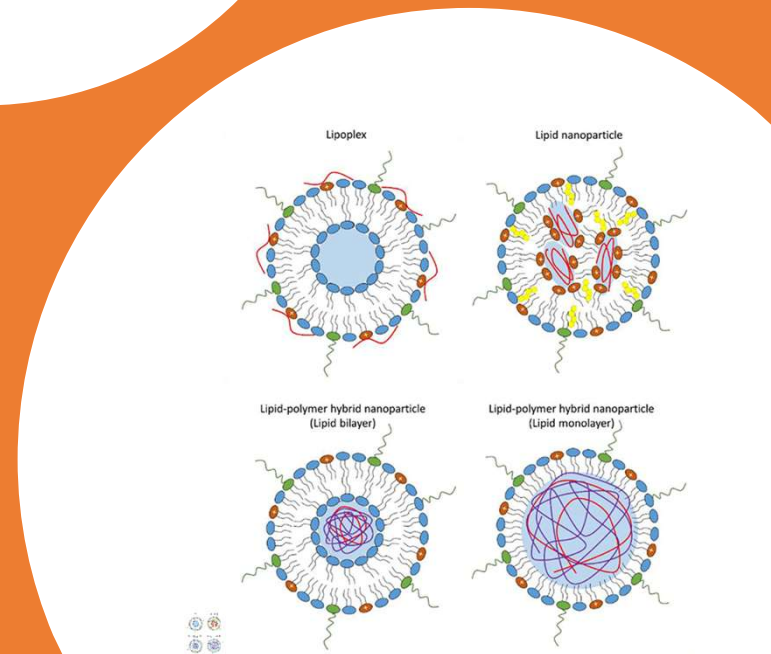 Lipoplex
Lipid nanoparticle
Lipid-polymer hybrid nanoparticle
(Lipid bilayer)
Lipid-polymer hybrid nanoparticle
(Lipid monolayer)